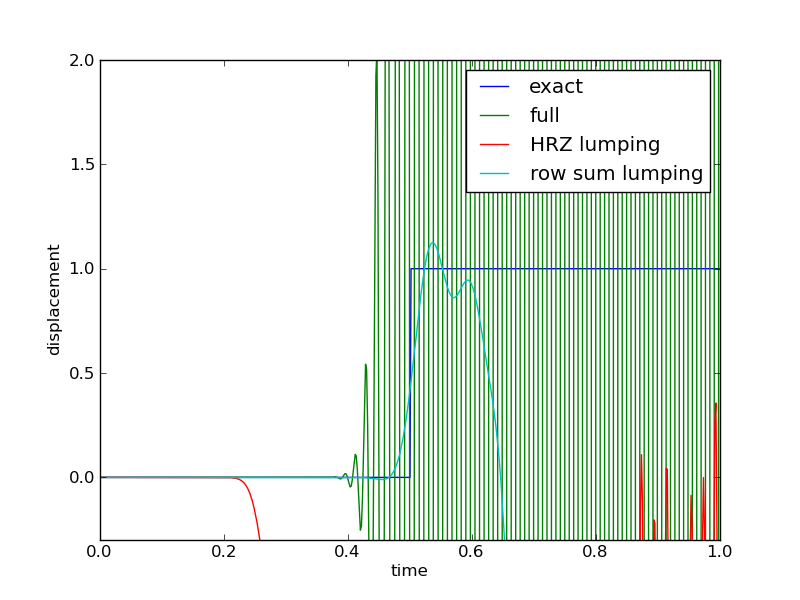 2.0
1.5
1.0
0.5
0.0
displacement
exact
full
HRZ lumping
row sum lumping
0.0 0.2 0.4 0.6 0.8 1.0
time